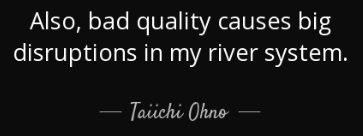 Also, bad quality causes big
disruptions in my river system.
— Taiichi Ohno —